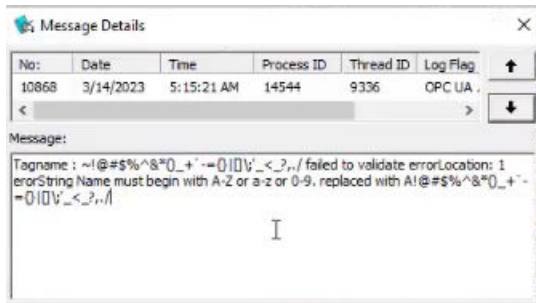 Message Details
No: Date Time Process ID Thread ID Log Flag
10868 3/14/2023 5:15:21 AM 14544 9336 OPC UA .
Message:
Tagname : ~!@#$%^&*()_+`-={}|[]\;'_<_?,./ failed to validate errorLocation: 1
erorString Name must begin with A-Z or a-z or 0-9. replaced with A!@#$%^&*()_+`-
={}|[]\;'_<_?,./